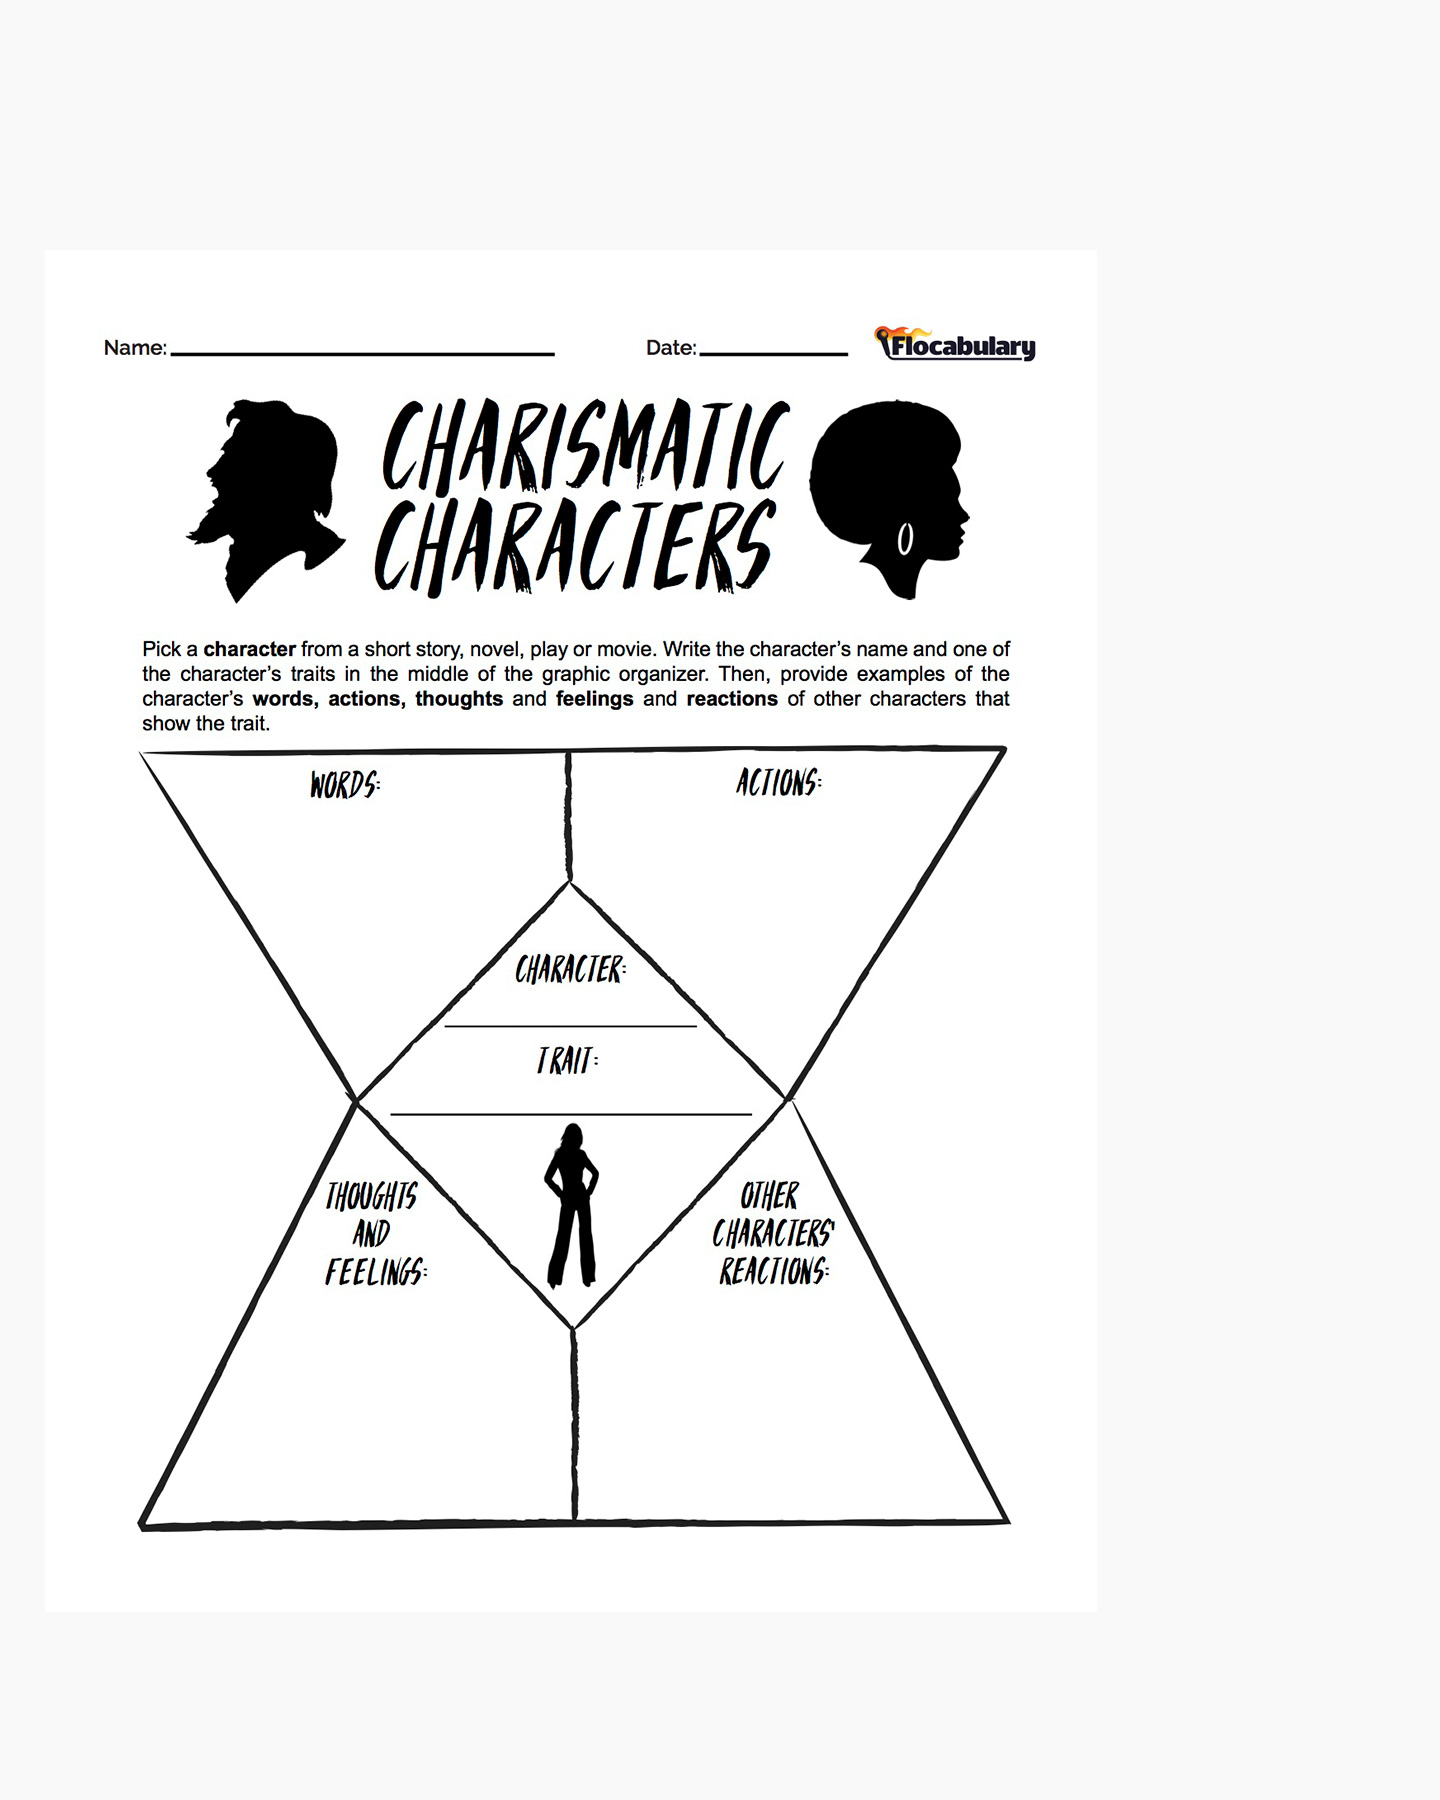 Name: Date: Flocabulary
CHARISMATIC
CHARACTERS
Pick a character from a short story, novel, play or movie. Write the character’s name and one of
the character’s traits in the middle of the graphic organizer. Then, provide examples of the
character’s words, actions, thoughts and feelings and reactions of other characters that
show the trait.
WORDS:
ACTIONS:
CHARACTER:
TRAIT:
THOUGHTS
AND
FEELINGS:
OTHER
CHARACTERS'
REACTIONS: